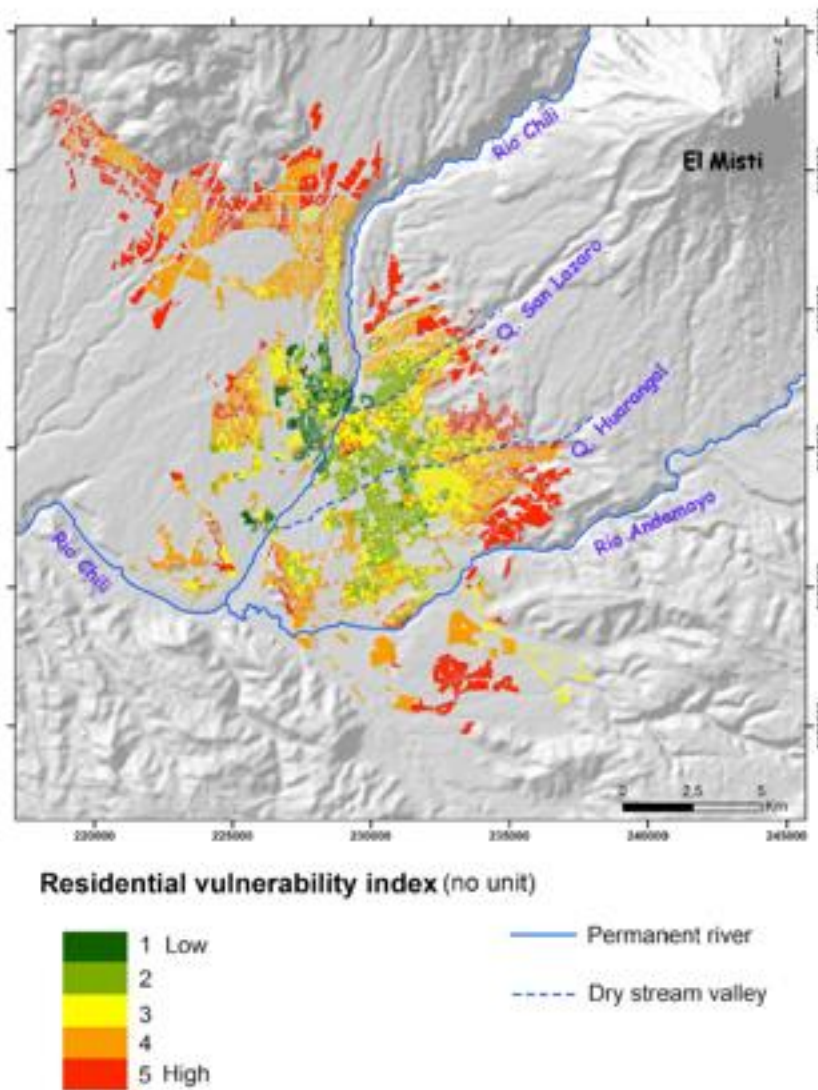 N
Rio Chili
El Misti
Q. San Lazaro
Q. Huarangal
Rio Andamayo
Rio Chili
0 2,5 5
Km
220000 225000 230000 235000 240000 245000
Residential vulnerability index (no unit)
1 Low
2
3
4
5 High
Permanent river
Dry stream valley